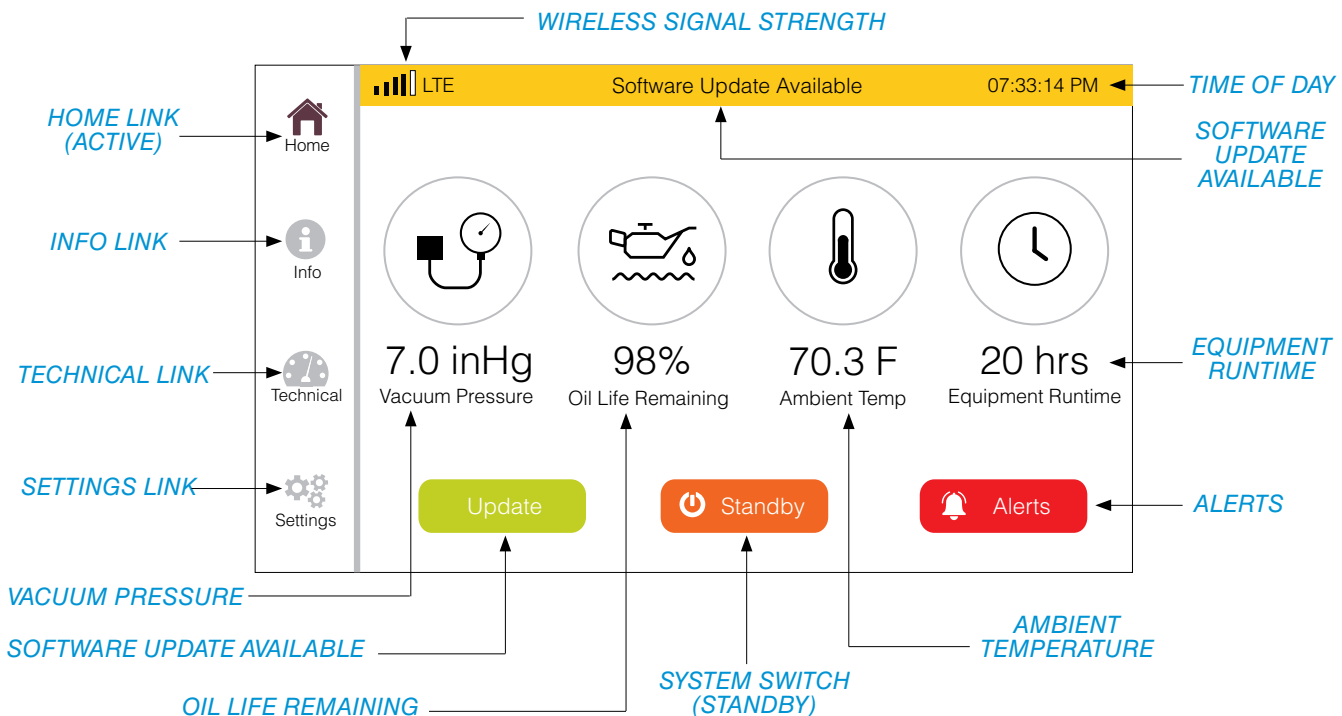 WIRELESS SIGNAL STRENGTH
LTE
Software Update Available
07:33:14 PM
TIME OF DAY
HOME LINK
(ACTIVE)
Home
SOFTWARE
UPDATE
AVAILABLE
INFO LINK
Info
TECHNICAL LINK
Technical
7.0 inHg
Vacuum Pressure
98%
Oil Life Remaining
70.3 F
Ambient Temp
20 hrs
Equipment Runtime
EQUIPMENT
RUNTIME
SETTINGS LINK
Settings
Update
Standby
Alerts
ALERTS
VACUUM PRESSURE
SOFTWARE UPDATE AVAILABLE
OIL LIFE REMAINING
SYSTEM SWITCH
(STANDBY)
AMBIENT
TEMPERATURE